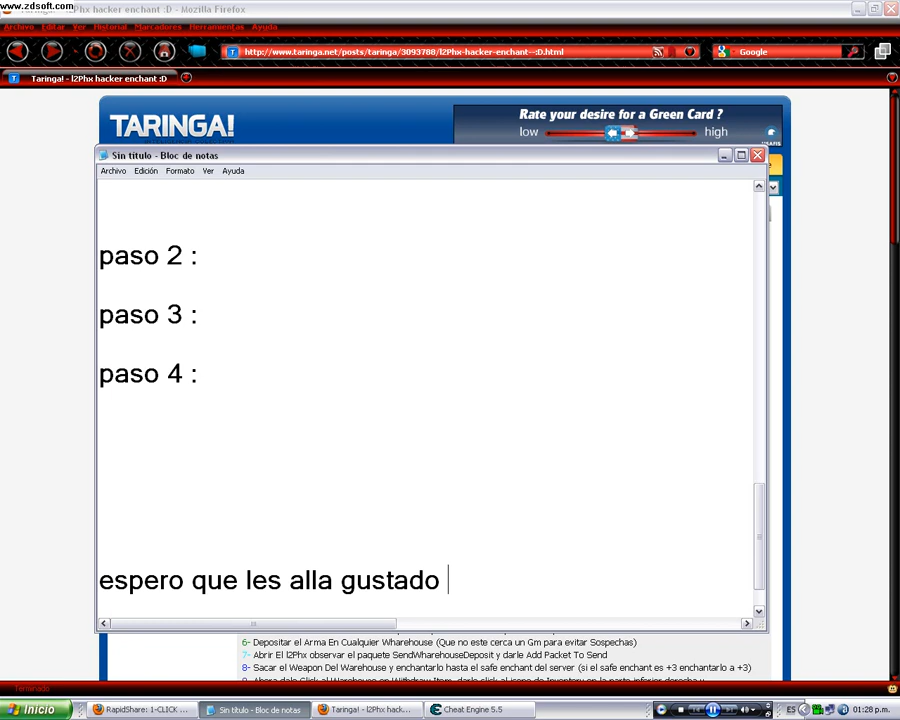 www.zdsoft.com
l2Phx hacker enchant :D - Mozilla Firefox
Archivo Editar Ver Historial Marcadores Herramientas Ayuda
http://www.taringa.net/posts/taringa/3093788/l2Phx-hacker-enchant--:D.html
Google
Taringa! - l2Phx hacker enchant :D
TARINGA!
Rate your desire for a Green Card ?
low high
USAFIS
Sin título - Bloc de notas
Archivo Edición Formato Ver Ayuda
paso 2 :
paso 3 :
paso 4 :
espero que les alla gustado
6- Depositar el Arma En Cualquier Wharehouse (Que no este cerca un Gm para evitar Sospechas)
7- Abrir El l2Phx observar el paquete SendWharehouseDeposit y darle Add Packet To Send
8- Sacar el Weapon Del Warehouse y enchantarlo hasta el safe enchant del server (si el safe enchant es +3 enchantarlo a +3)
Terminado
Inicio
RapidShare: 1-CLICK ...
Sin título - Bloc de notas
Taringa! - l2Phx hack...
Cheat Engine 5.5
ES
01:28 p.m.